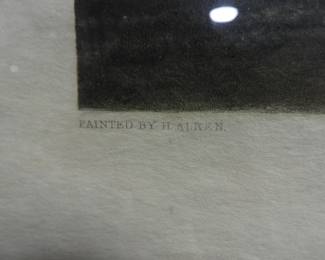 PAINTED BY H. ALKEN.